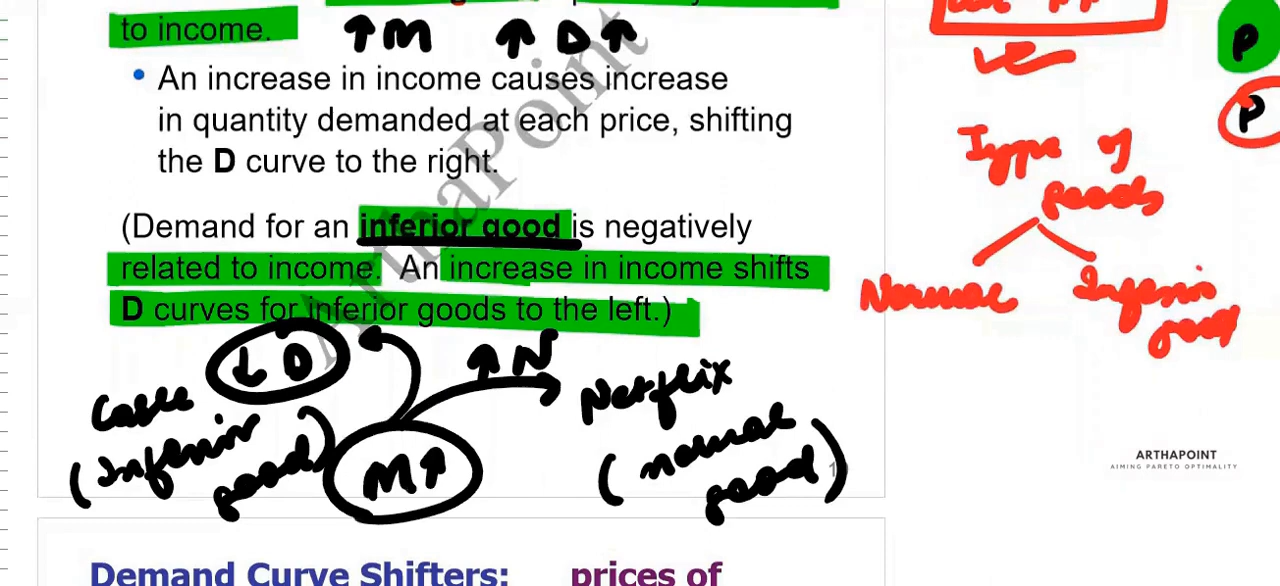 to income.
↑M ↑ D↑
• An increase in income causes increase
in quantity demanded at each price, shifting
the D curve to the right.
(Demand for an inferior good is negatively
related to income. An increase in income shifts
D curves for inferior goods to the left.)
↓ D
↑ N
Cable
(Inferior
good)
M↑
Netflix
(normal
good)
Demand Curve Shifters: prices of
P
P
Type of
goods
Normal
Inferior
good
ArthaPoint
ARTHAPOINT
AIMING PARETO OPTIMALITY